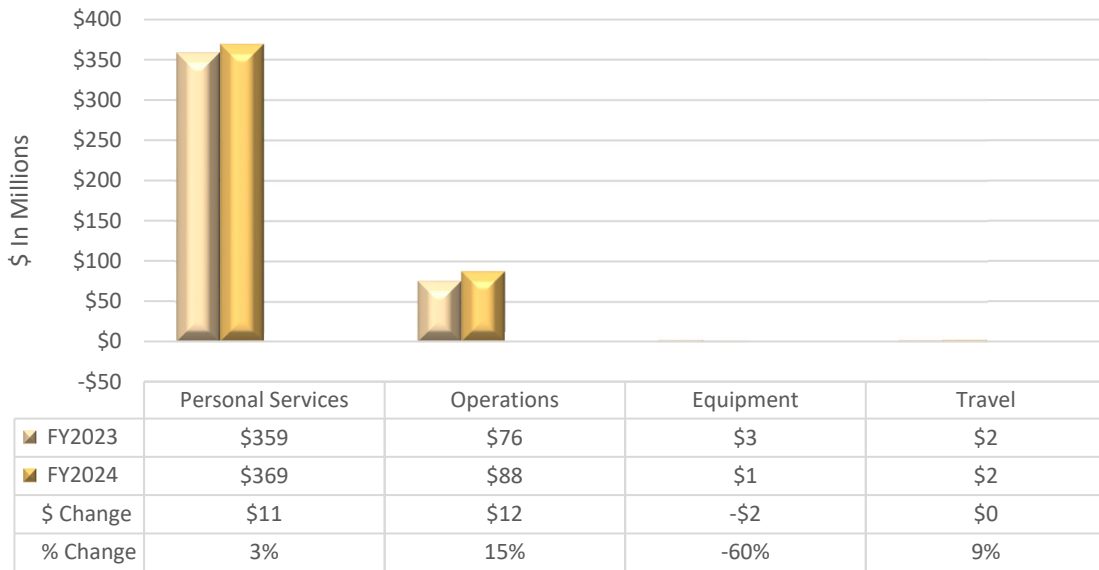 $400
$350
$300
$250
$200
$150
$100
$50
$0
-$50
$ In Millions
Personal Services Operations Equipment Travel
FY2023 $359 $76 $3 $2
FY2024 $369 $88 $1 $2
$ Change $11 $12 -$2 $0
% Change 3% 15% -60% 9%